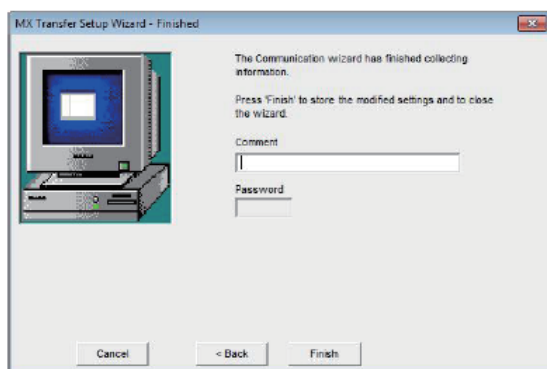 MX Transfer Setup Wizard - Finished
The Communication wizard has finished collecting
information.
Press 'Finish' to store the modified settings and to close
the wizard.
Comment
Password
Cancel
< Back
Finish